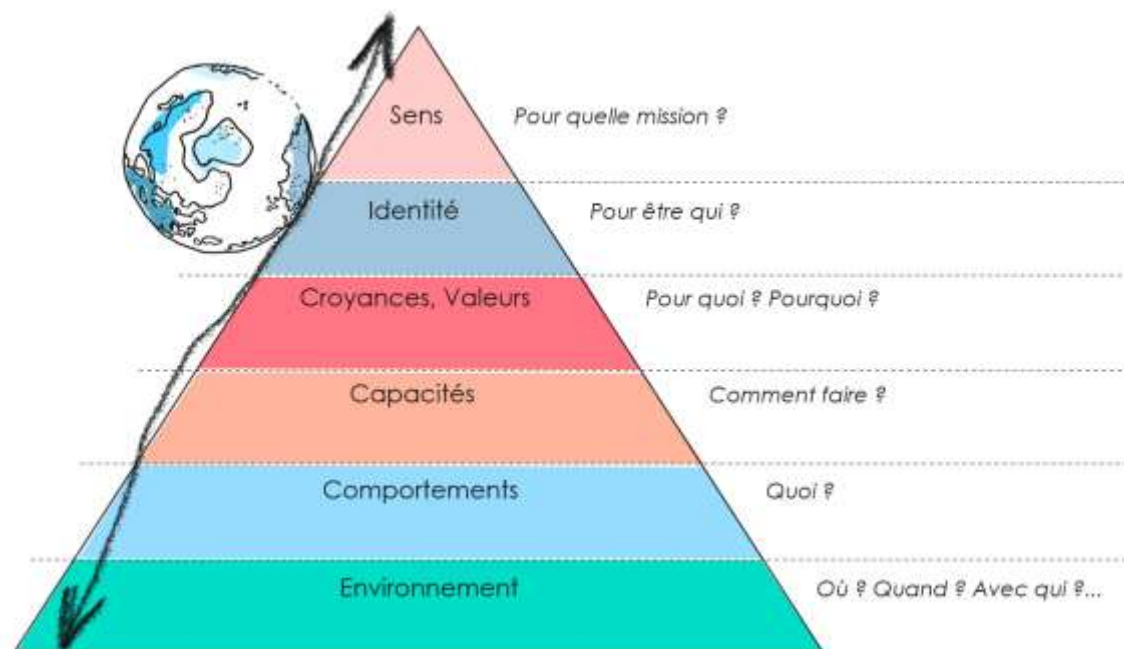 Sens
Pour quelle mission ?
Identité
Pour être qui ?
Croyances, Valeurs
Pour quoi ? Pourquoi ?
Capacités
Comment faire ?
Comportements
Quoi ?
Environnement
Où ? Quand ? Avec qui ?...